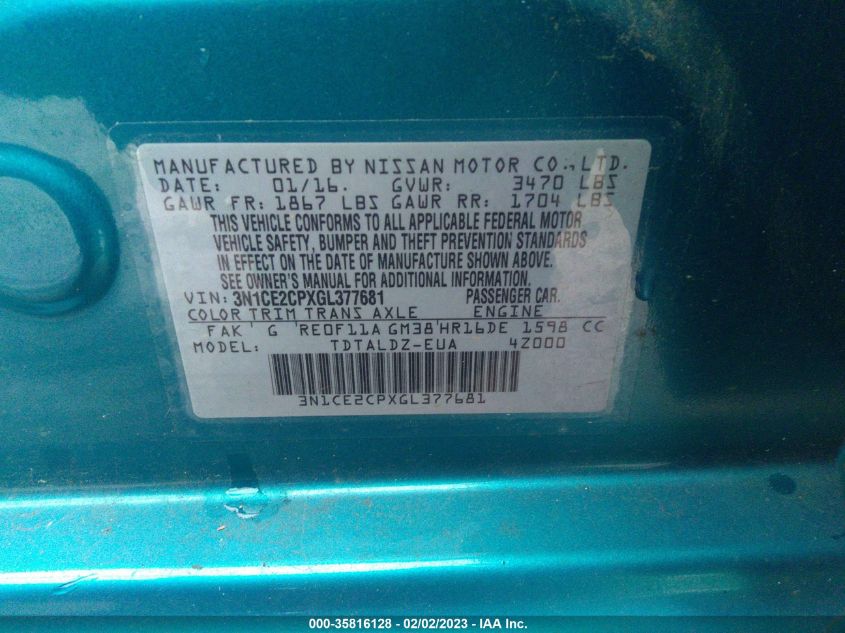 MANUFACTURED BY NISSAN MOTOR CO., LTD.
DATE: 01/16. GVWR: 3470 LBS
GAWR FR: 1867 LBS GAWR RR: 1704 LBS
THIS VEHICLE CONFORMS TO ALL APPLICABLE FEDERAL MOTOR
VEHICLE SAFETY, BUMPER AND THEFT PREVENTION STANDARDS
IN EFFECT ON THE DATE OF MANUFACTURE SHOWN ABOVE.
SEE OWNER'S MANUAL FOR ADDITIONAL INFORMATION.
VIN: 3N1CE2CPXGL377681 PASSENGER CAR.
COLOR TRIM TRANS AXLE ENGINE
FAK' G 'RE0F11A GM38'HR16DE 1598 CC
MODEL: TDTALDZ-EUA 4Z000
3N1CE2CPXGL377681
000-35816128 - 02/02/2023 - IAA Inc.